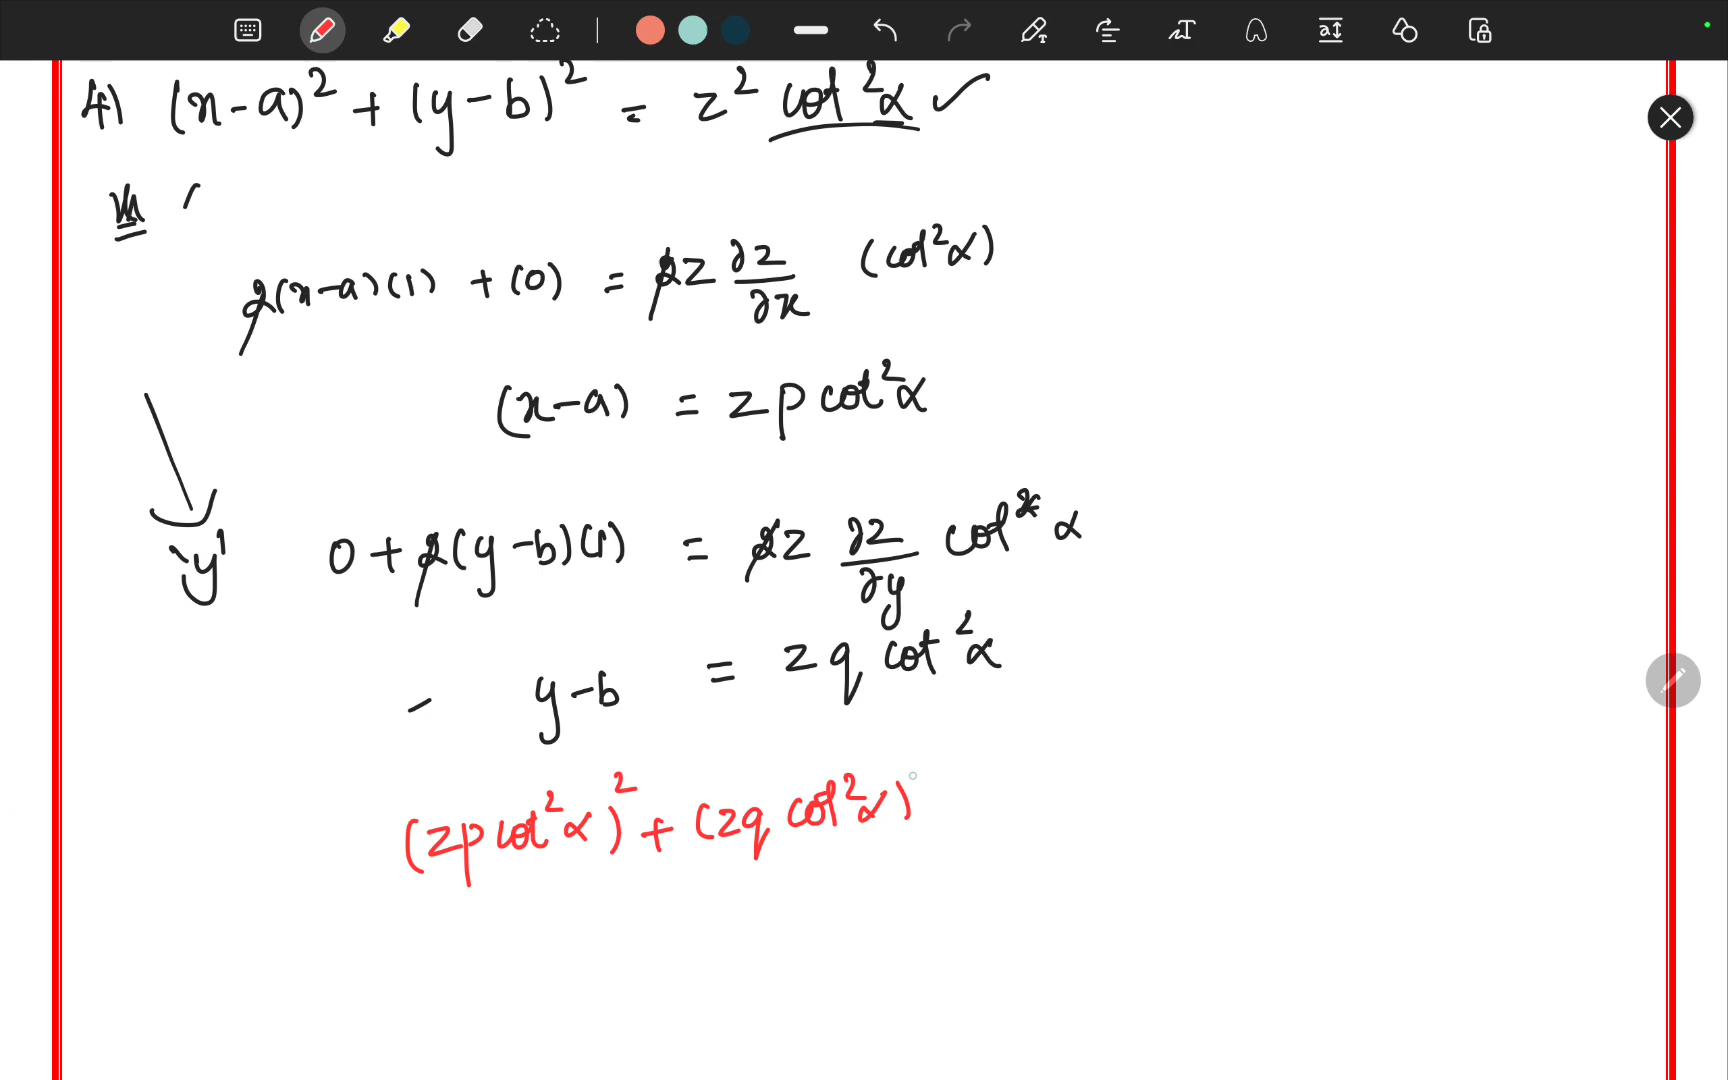 4) (x-a)² + (y-b)² = z² cot²α ✓
2(x-a)(1) + (0) = 2z ∂z/∂x (cot²α)
(x-a) = zp cot²α
'y' 0 + 2(y-b)(1) = 2z ∂z/∂y cot²α
- y-b = zq cot²α
(zp cot²α)² + (zq cot²α)